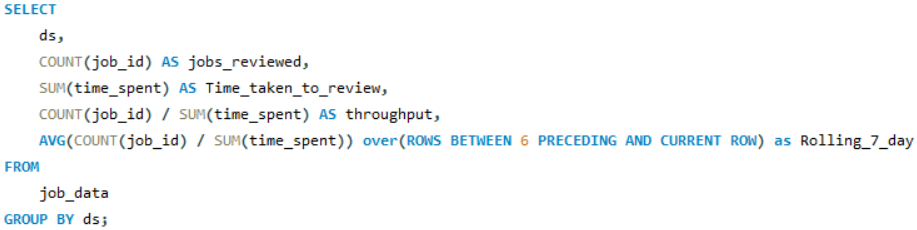 SELECT
ds,
COUNT(job_id) AS jobs_reviewed,
SUM(time_spent) AS Time_taken_to_review,
COUNT(job_id) / SUM(time_spent) AS throughput,
AVG(COUNT(job_id) / SUM(time_spent)) over(ROWS BETWEEN 6 PRECEDING AND CURRENT ROW) as Rolling_7_day
FROM
job_data
GROUP BY ds;